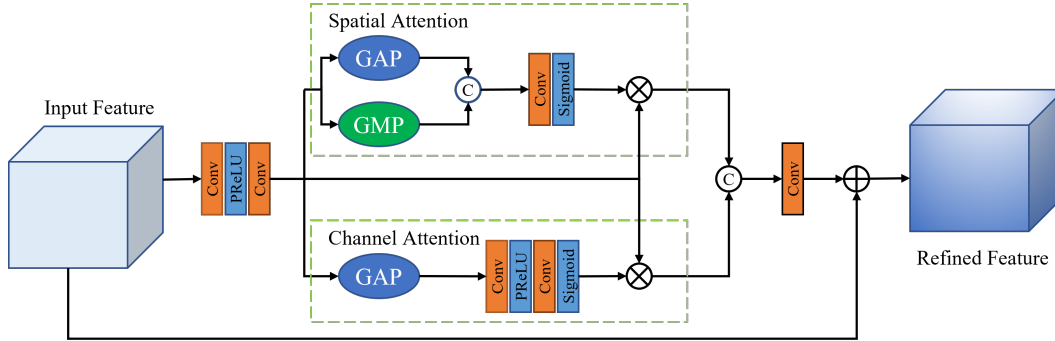 Spatial Attention
GAP
GMP
C
Conv
Sigmoid
Input Feature
Conv
PReLU
Conv
C
Conv
Channel Attention
GAP
Conv
PReLU
Conv
Sigmoid
Refined Feature